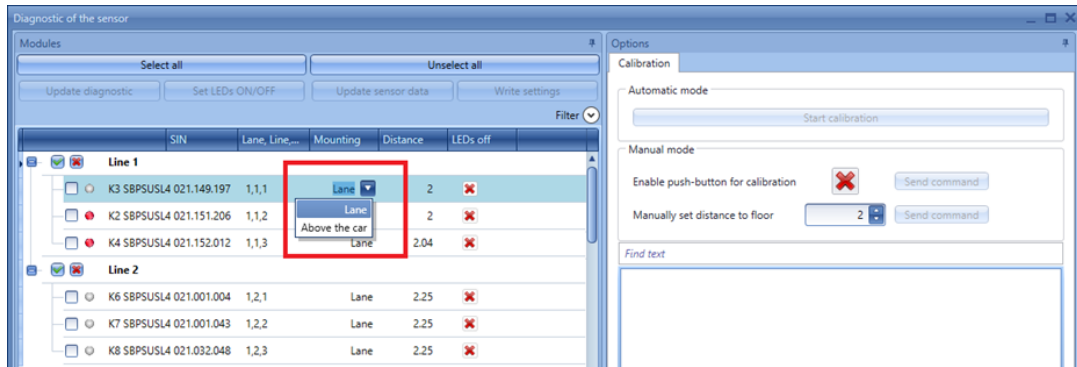 Diagnostic of the sensor
Modules
Select all Unselect all
Update diagnostic Set LEDs ON/OFF Update sensor data Write settings
Filter
SIN Lane, Line,... Mounting Distance LEDs off
Line 1
K3 SBPSUSL4 021.149.197 1,1,1 Lane 2
Lane
Above the car
K2 SBPSUSL4 021.151.206 1,1,2 2
K4 SBPSUSL4 021.152.012 1,1,3 Lane 2.04
Line 2
K6 SBPSUSL4 021.001.004 1,2,1 Lane 2.25
K7 SBPSUSL4 021.001.043 1,2,2 Lane 2.25
K8 SBPSUSL4 021.032.048 1,2,3 Lane 2.25
Options
Calibration
Automatic mode
Start calibration
Manual mode
Enable push-button for calibration Send command
Manually set distance to floor 2 Send command
Find text